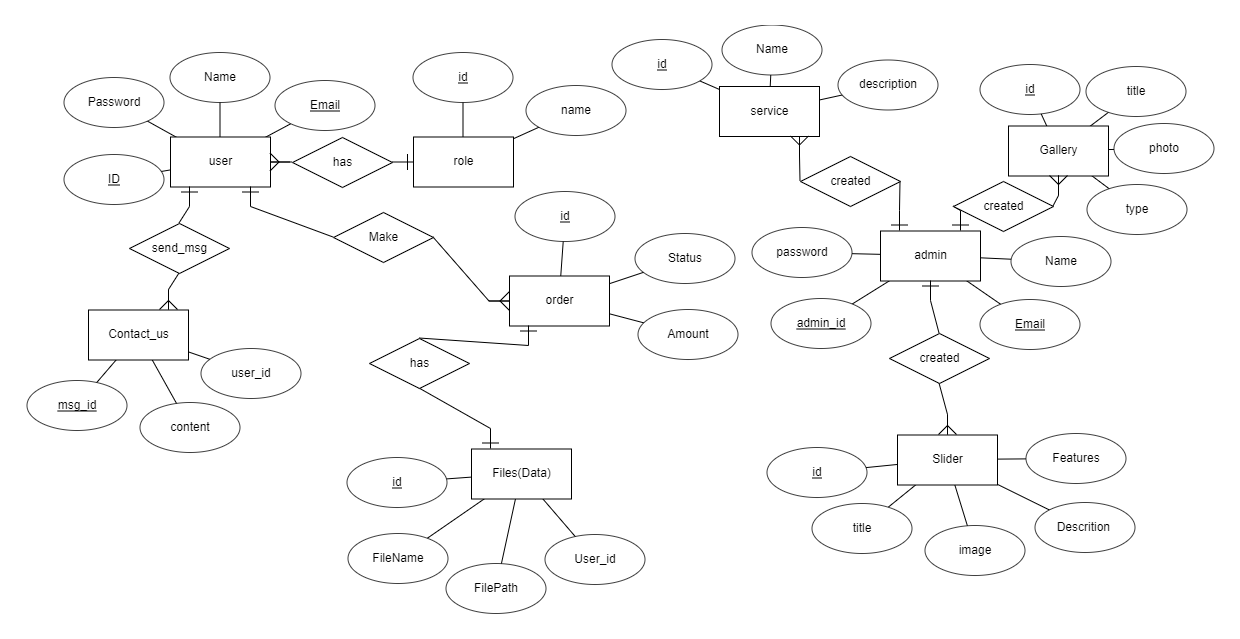 Name
id
description
service
Name
id
id
title
Password
Email
name
photo
Gallery
user
has
role
ID
created
created
type
id
send_msg
Make
Status
password
admin
Name
order
admin_id
Email
Contact_us
Amount
has
created
user_id
msg_id
content
Slider
Features
Files(Data)
id
id
title
Descrition
image
FileName
User_id
FilePath